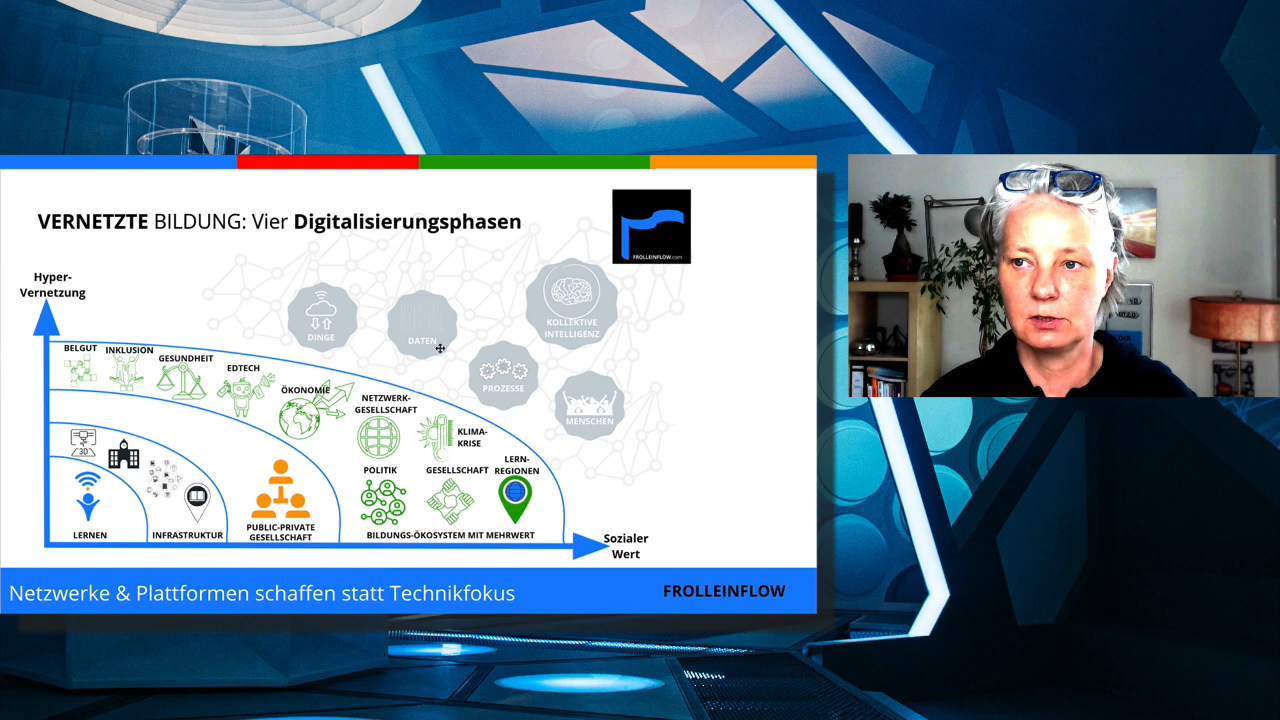 VERNETZTE BILDUNG: Vier Digitalisierungsphasen
FROLLEINFLOW.com
Hyper-
Vernetzung
DINGE
DATEN
KOLLEKTIVE
INTELLIGENZ
PROZESSE
MENSCHEN
BELGUT
INKLUSION
GESUNDHEIT
EDTECH
ÖKONOMIE
NETZWERK-
GESELLSCHAFT
KLIMA-
KRISE
POLITIK
GESELLSCHAFT
LERN-
REGIONEN
3D
LERNEN
INFRASTRUKTUR
PUBLIC-PRIVATE
GESELLSCHAFT
BILDUNGS-ÖKOSYSTEM MIT MEHRWERT
Sozialer
Wert
Netzwerke & Plattformen schaffen statt Technikfokus
FROLLEINFLOW